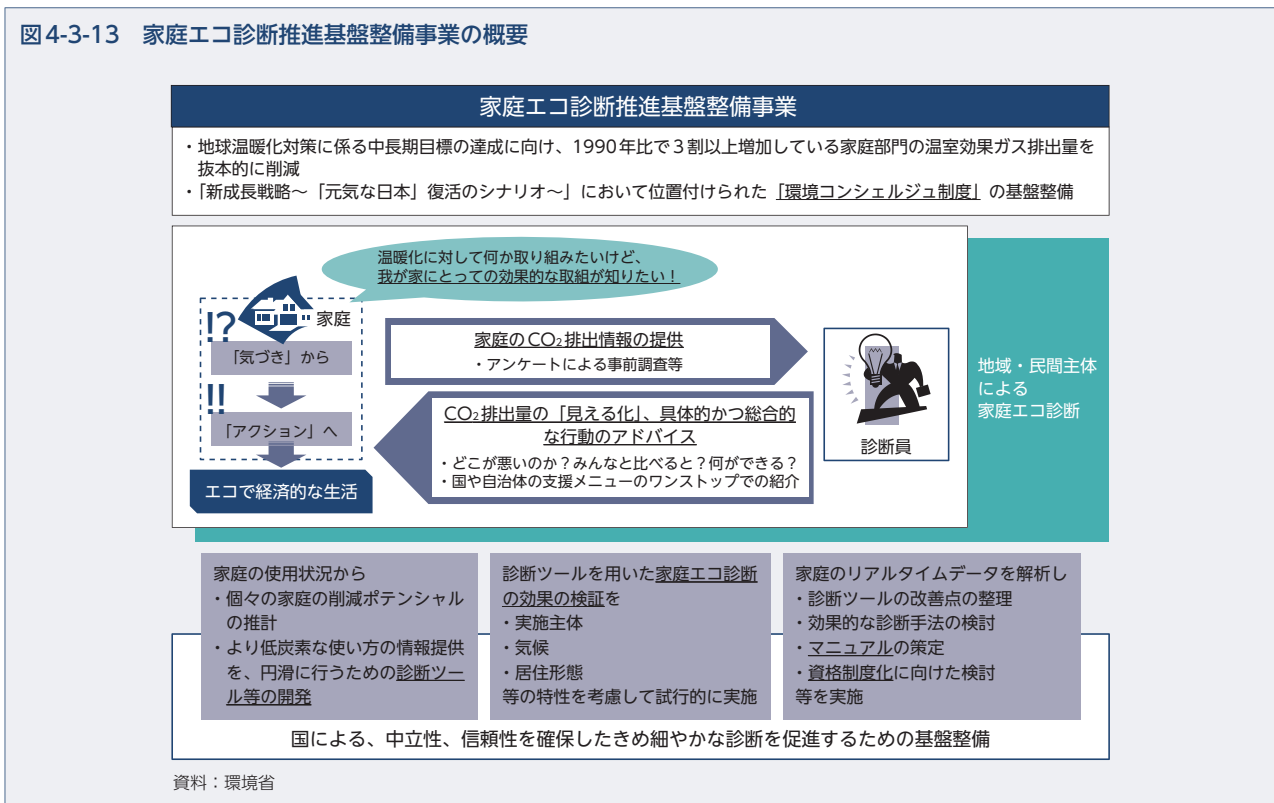 図4-3-13　家庭エコ診断推進基盤整備事業の概要
家庭エコ診断推進基盤整備事業
・地球温暖化対策に係る中長期目標の達成に向け、1990年比で3割以上増加している家庭部門の温室効果ガス排出量を
抜本的に削減
・「新成長戦略～「元気な日本」復活のシナリオ～」において位置付けられた「環境コンシェルジュ制度」の基盤整備
温暖化に対して何か取り組みたいけど、
我が家にとっての効果的な取組が知りたい！
!?
家庭
「気づき」から
!!
「アクション」へ
エコで経済的な生活
家庭のCO₂排出情報の提供
・アンケートによる事前調査等
CO₂排出量の「見える化」、具体的かつ総合的
な行動のアドバイス
・どこが悪いのか？みんなと比べると？何ができる？
・国や自治体の支援メニューのワンストップでの紹介
診断員
地域・民間主体
による
家庭エコ診断
家庭の使用状況から
・個々の家庭の削減ポテンシャル
の推計
・より低炭素な使い方の情報提供
を、円滑に行うための診断ツー
ル等の開発
診断ツールを用いた家庭エコ診断
の効果の検証を
・実施主体
・気候
・居住形態
等の特性を考慮して試行的に実施
家庭のリアルタイムデータを解析し
・診断ツールの改善点の整理
・効果的な診断手法の検討
・マニュアルの策定
・資格制度化に向けた検討
等を実施
国による、中立性、信頼性を確保したきめ細やかな診断を促進するための基盤整備
資料：環境省